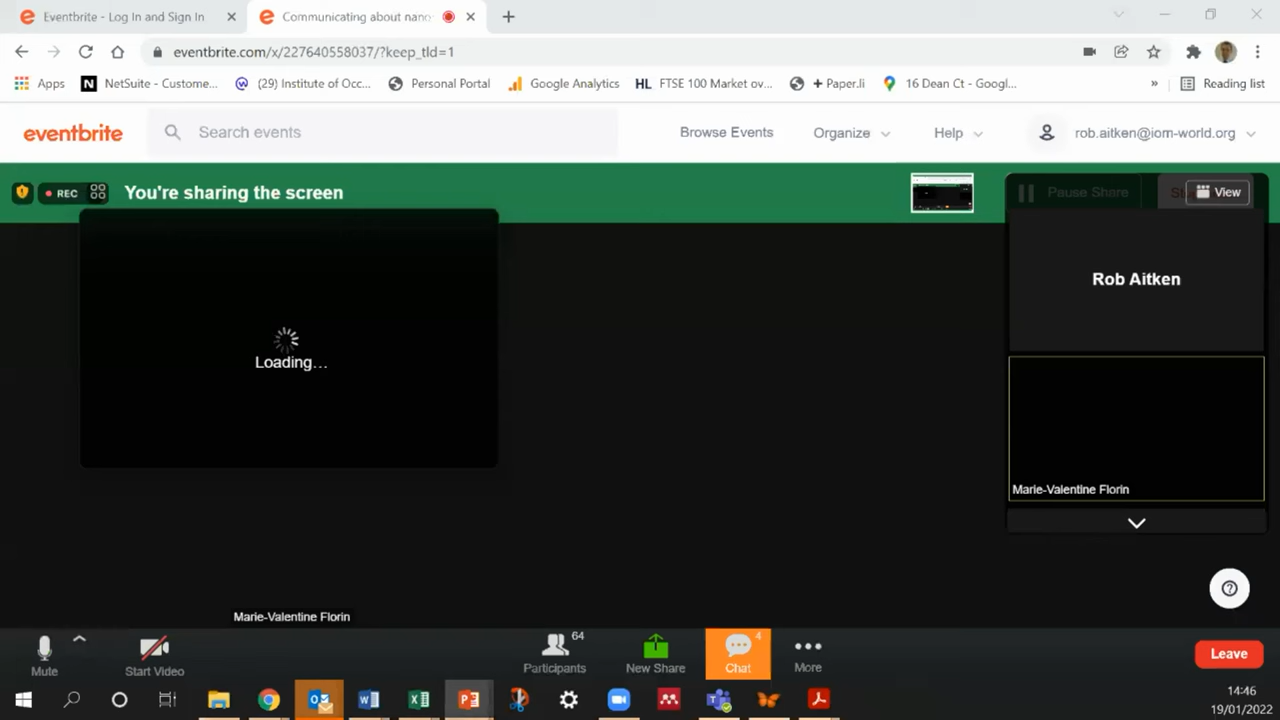 Eventbrite - Log In and Sign In
Communicating about nano
eventbrite.com/x/227640558037/?keep_tld=1
Apps
NetSuite - Custome...
(29) Institute of Occ...
Personal Portal
Google Analytics
HL
FTSE 100 Market ov...
+ Paper.li
16 Dean Ct - Googl...
»
Reading list
eventbrite
Search events
Browse Events
Organize
Help
rob.aitken@iom-world.org
REC
You're sharing the screen
Pause Share
View
Rob Aitken
Loading...
Marie-Valentine Florin
Marie-Valentine Florin
Mute
Start Video
64
Participants
New Share
4
Chat
More
Leave
14:46
19/01/2022